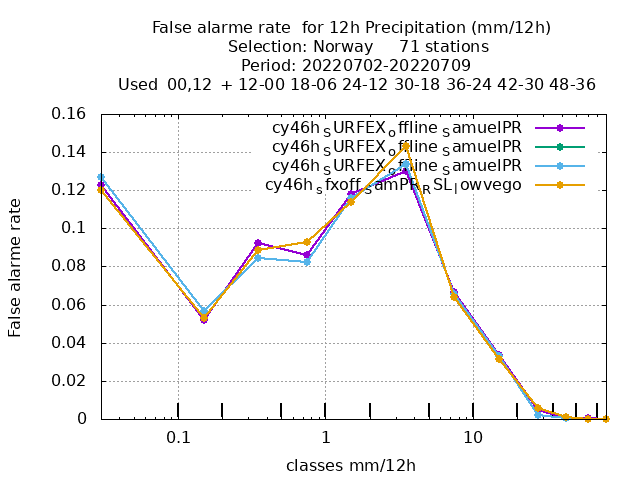 False alarme rate  for 12h Precipitation (mm/12h)
Selection: Norway     71 stations
Period: 20220702-20220709
Used  00,12  + 12-00 18-06 24-12 30-18 36-24 42-30 48-36
cy46h_SURFEX_offline_SamuelPR
cy46h_SURFEX_offline_SamuelPR
cy46h_SURFEX_offline_SamuelPR
cy46h_sfxoff_SamPR_RSL_lowvego
0.16
0.14
0.12
0.1
0.08
0.06
0.04
0.02
0
False alarme rate
0.1 1 10
classes mm/12h